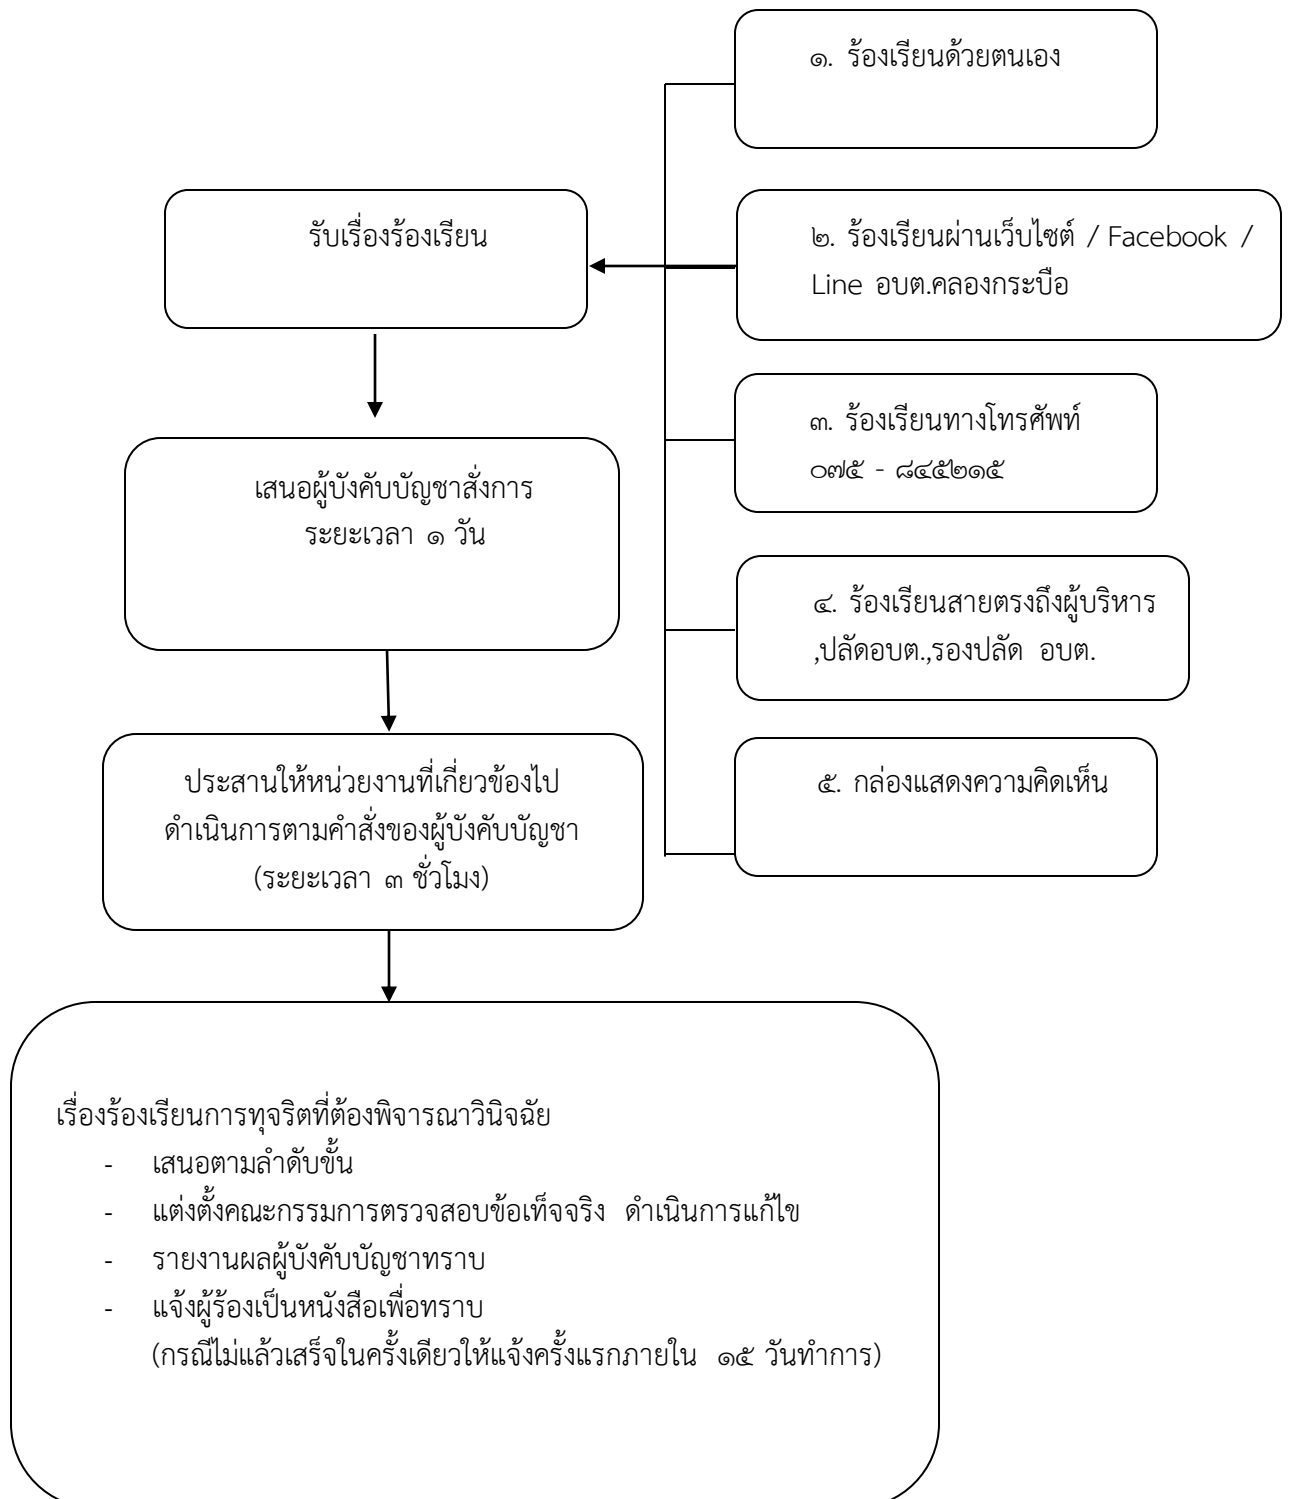 ๑. ร้องเรียนด้วยตนเอง
รับเรื่องร้องเรียน
๒. ร้องเรียนผ่านเว็บไซต์ / Facebook /
Line อบต.คลองกระบือ
๓. ร้องเรียนทางโทรศัพท์
๐๗๕ - ๘๔๕๒๑๕
เสนอผู้บังคับบัญชาสั่งการ
ระยะเวลา ๑ วัน
๔. ร้องเรียนสายตรงถึงผู้บริหาร
,ปลัดอบต.,รองปลัด อบต.
๕. กล่องแสดงความคิดเห็น
ประสานให้หน่วยงานที่เกี่ยวข้องไป
ดำเนินการตามคำสั่งของผู้บังคับบัญชา
(ระยะเวลา ๓ ชั่วโมง)
เรื่องร้องเรียนการทุจริตที่ต้องพิจารณาวินิจฉัย
- เสนอตามลำดับขั้น
- แต่งตั้งคณะกรรมการตรวจสอบข้อเท็จจริง ดำเนินการแก้ไข
- รายงานผลผู้บังคับบัญชาทราบ
- แจ้งผู้ร้องเป็นหนังสือเพื่อทราบ
(กรณีไม่แล้วเสร็จในครั้งเดียวให้แจ้งครั้งแรกภายใน ๑๕ วันทำการ)